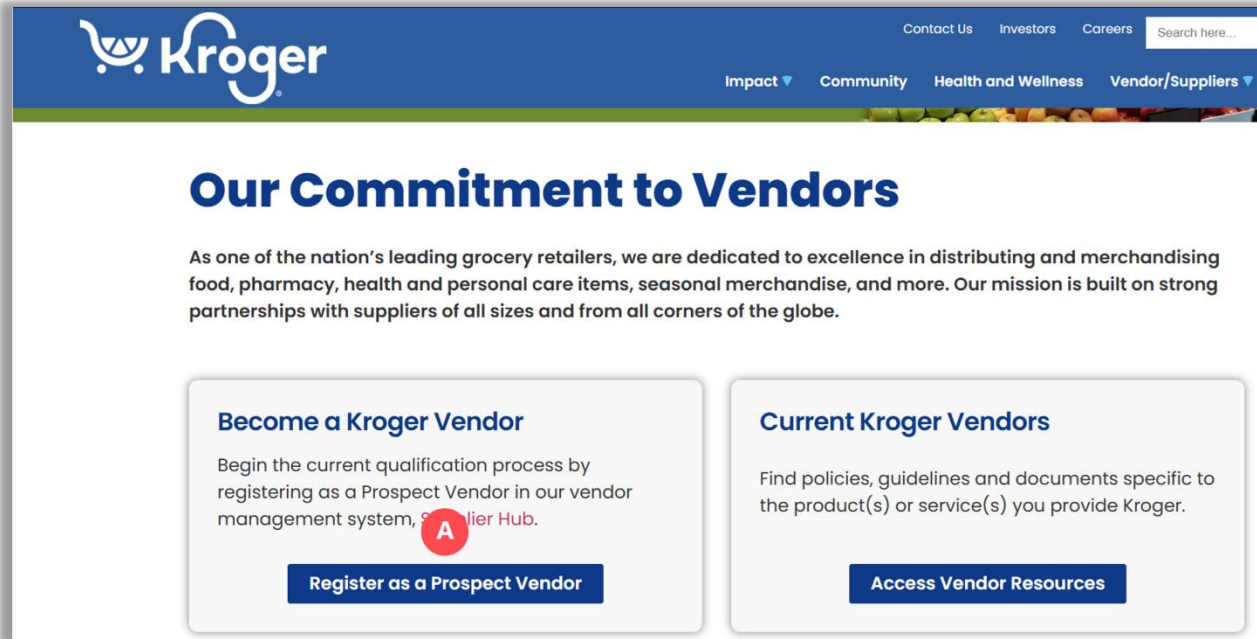 Kroger
Contact Us Investors Careers Search here...
Impact Community Health and Wellness Vendor/Suppliers
Our Commitment to Vendors
As one of the nation’s leading grocery retailers, we are dedicated to excellence in distributing and merchandising
food, pharmacy, health and personal care items, seasonal merchandise, and more. Our mission is built on strong
partnerships with suppliers of all sizes and from all corners of the globe.
Become a Kroger Vendor
Begin the current qualification process by
registering as a Prospect Vendor in our vendor
management system, Hub.
A
Register as a Prospect Vendor
Current Kroger Vendors
Find policies, guidelines and documents specific to
the product(s) or service(s) you provide Kroger.
Access Vendor Resources